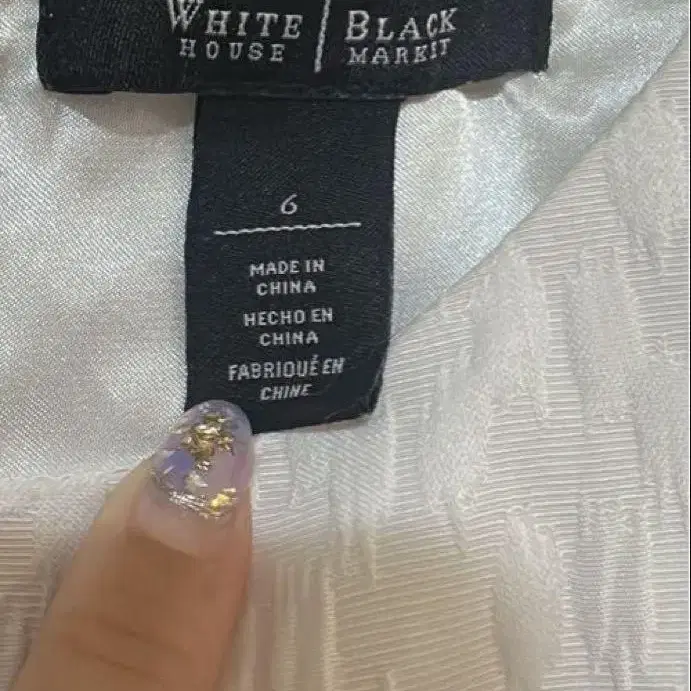 WHITE HOUSE | BLACK MARKET
6
MADE IN
CHINA
HECHO EN
CHINA
FABRIQUÉ EN
CHINE